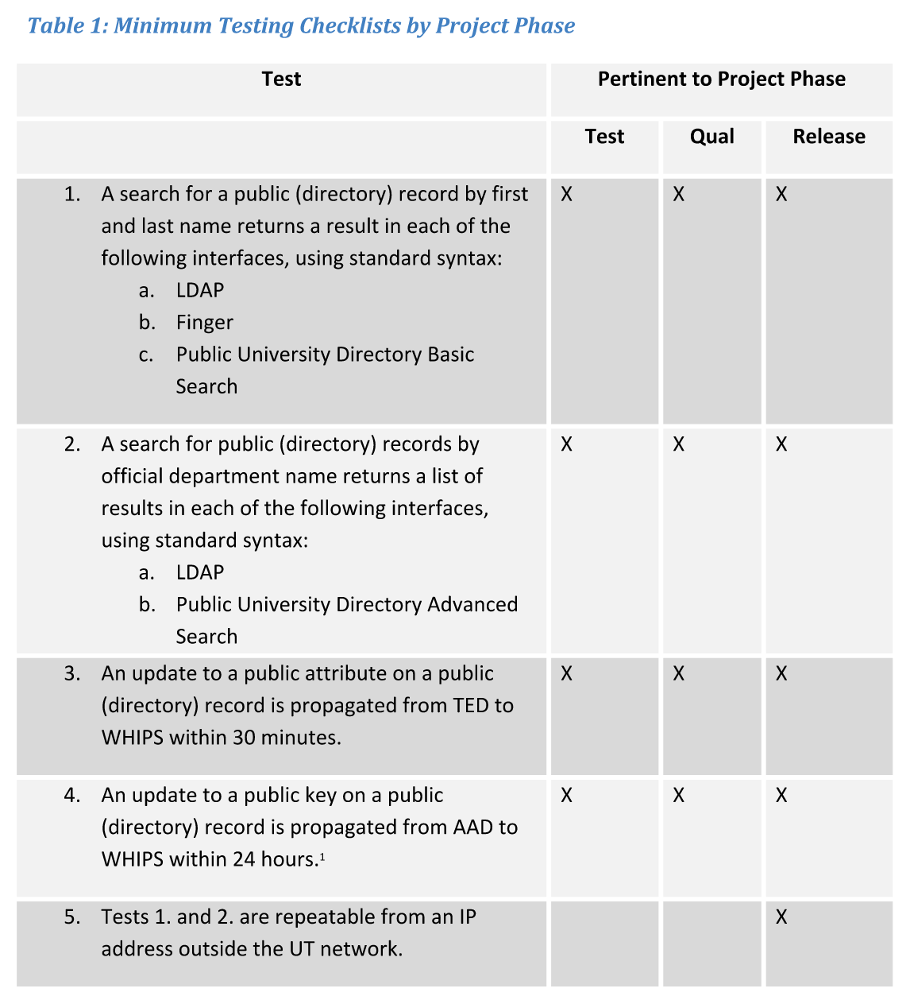 Table 1: Minimum Testing Checklists by Project Phase
Test Pertinent to Project Phase
Test Qual Release
1. A search for a public (directory) record by first X X X
and last name returns a result in each of the
following interfaces, using standard syntax:
a. LDAP
b. Finger
c. Public University Directory Basic
Search
2. A search for public (directory) records by X X X
official department name returns a list of
results in each of the following interfaces,
using standard syntax:
a. LDAP
b. Public University Directory Advanced
Search
3. An update to a public attribute on a public X X X
(directory) record is propagated from TED to
WHIPS within 30 minutes.
4. An update to a public key on a public X X X
(directory) record is propagated from AAD to
WHIPS within 24 hours.¹
5. Tests 1. and 2. are repeatable from an IP X
address outside the UT network.